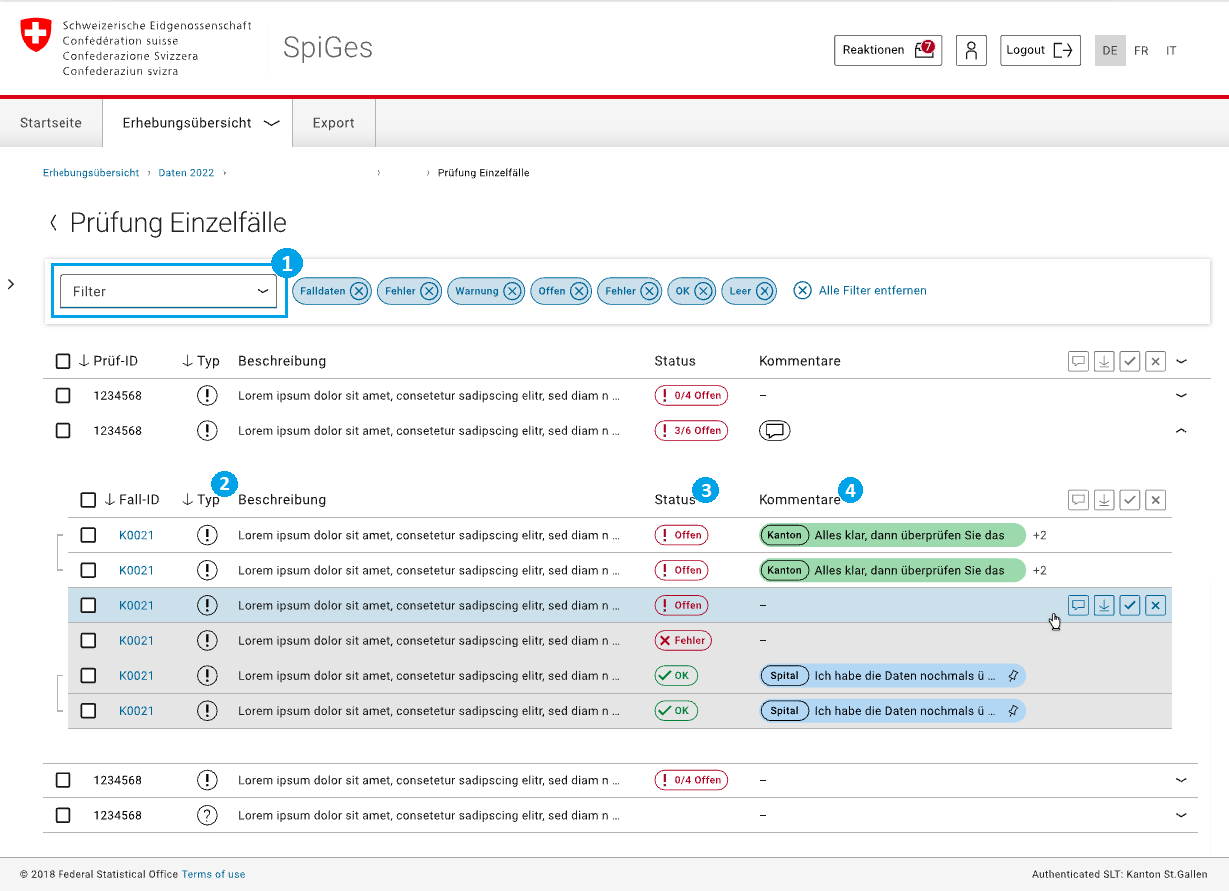 Schweizerische Eidgenossenschaft
Confédération suisse
Confederazione Svizzera
Confederaziun svizra
SpiGes
Reaktionen 7
Logout
DE FR IT
Startseite
Erhebungsübersicht
Export
Erhebungsübersicht › Daten 2022 › › › Prüfung Einzelfälle
Prüfung Einzelfälle
1
Filter
Falldaten Fehler Warnung Offen Fehler OK Leer Alle Filter entfernen
Prüf-ID Typ Beschreibung Status Kommentare
1234568 ! Lorem ipsum dolor sit amet, consetetur sadipscing elitr, sed diam n ... ! 0/4 Offen –
1234568 ! Lorem ipsum dolor sit amet, consetetur sadipscing elitr, sed diam n ... ! 3/6 Offen
2 3 4
Fall-ID Typ Beschreibung Status Kommentare
K0021 ! Lorem ipsum dolor sit amet, consetetur sadipscing elitr, sed diam n ... ! Offen Kanton Alles klar, dann überprüfen Sie das +2
K0021 ! Lorem ipsum dolor sit amet, consetetur sadipscing elitr, sed diam n ... ! Offen Kanton Alles klar, dann überprüfen Sie das +2
K0021 ! Lorem ipsum dolor sit amet, consetetur sadipscing elitr, sed diam n ... ! Offen –
K0021 ! Lorem ipsum dolor sit amet, consetetur sadipscing elitr, sed diam n ... Fehler –
K0021 ! Lorem ipsum dolor sit amet, consetetur sadipscing elitr, sed diam n ... OK Spital Ich habe die Daten nochmals ü ...
K0021 ! Lorem ipsum dolor sit amet, consetetur sadipscing elitr, sed diam n ... OK Spital Ich habe die Daten nochmals ü ...
1234568 ! Lorem ipsum dolor sit amet, consetetur sadipscing elitr, sed diam n ... ! 0/4 Offen –
1234568 ? Lorem ipsum dolor sit amet, consetetur sadipscing elitr, sed diam n ... –
© 2018 Federal Statistical Office Terms of use
Authenticated SLT: Kanton St.Gallen